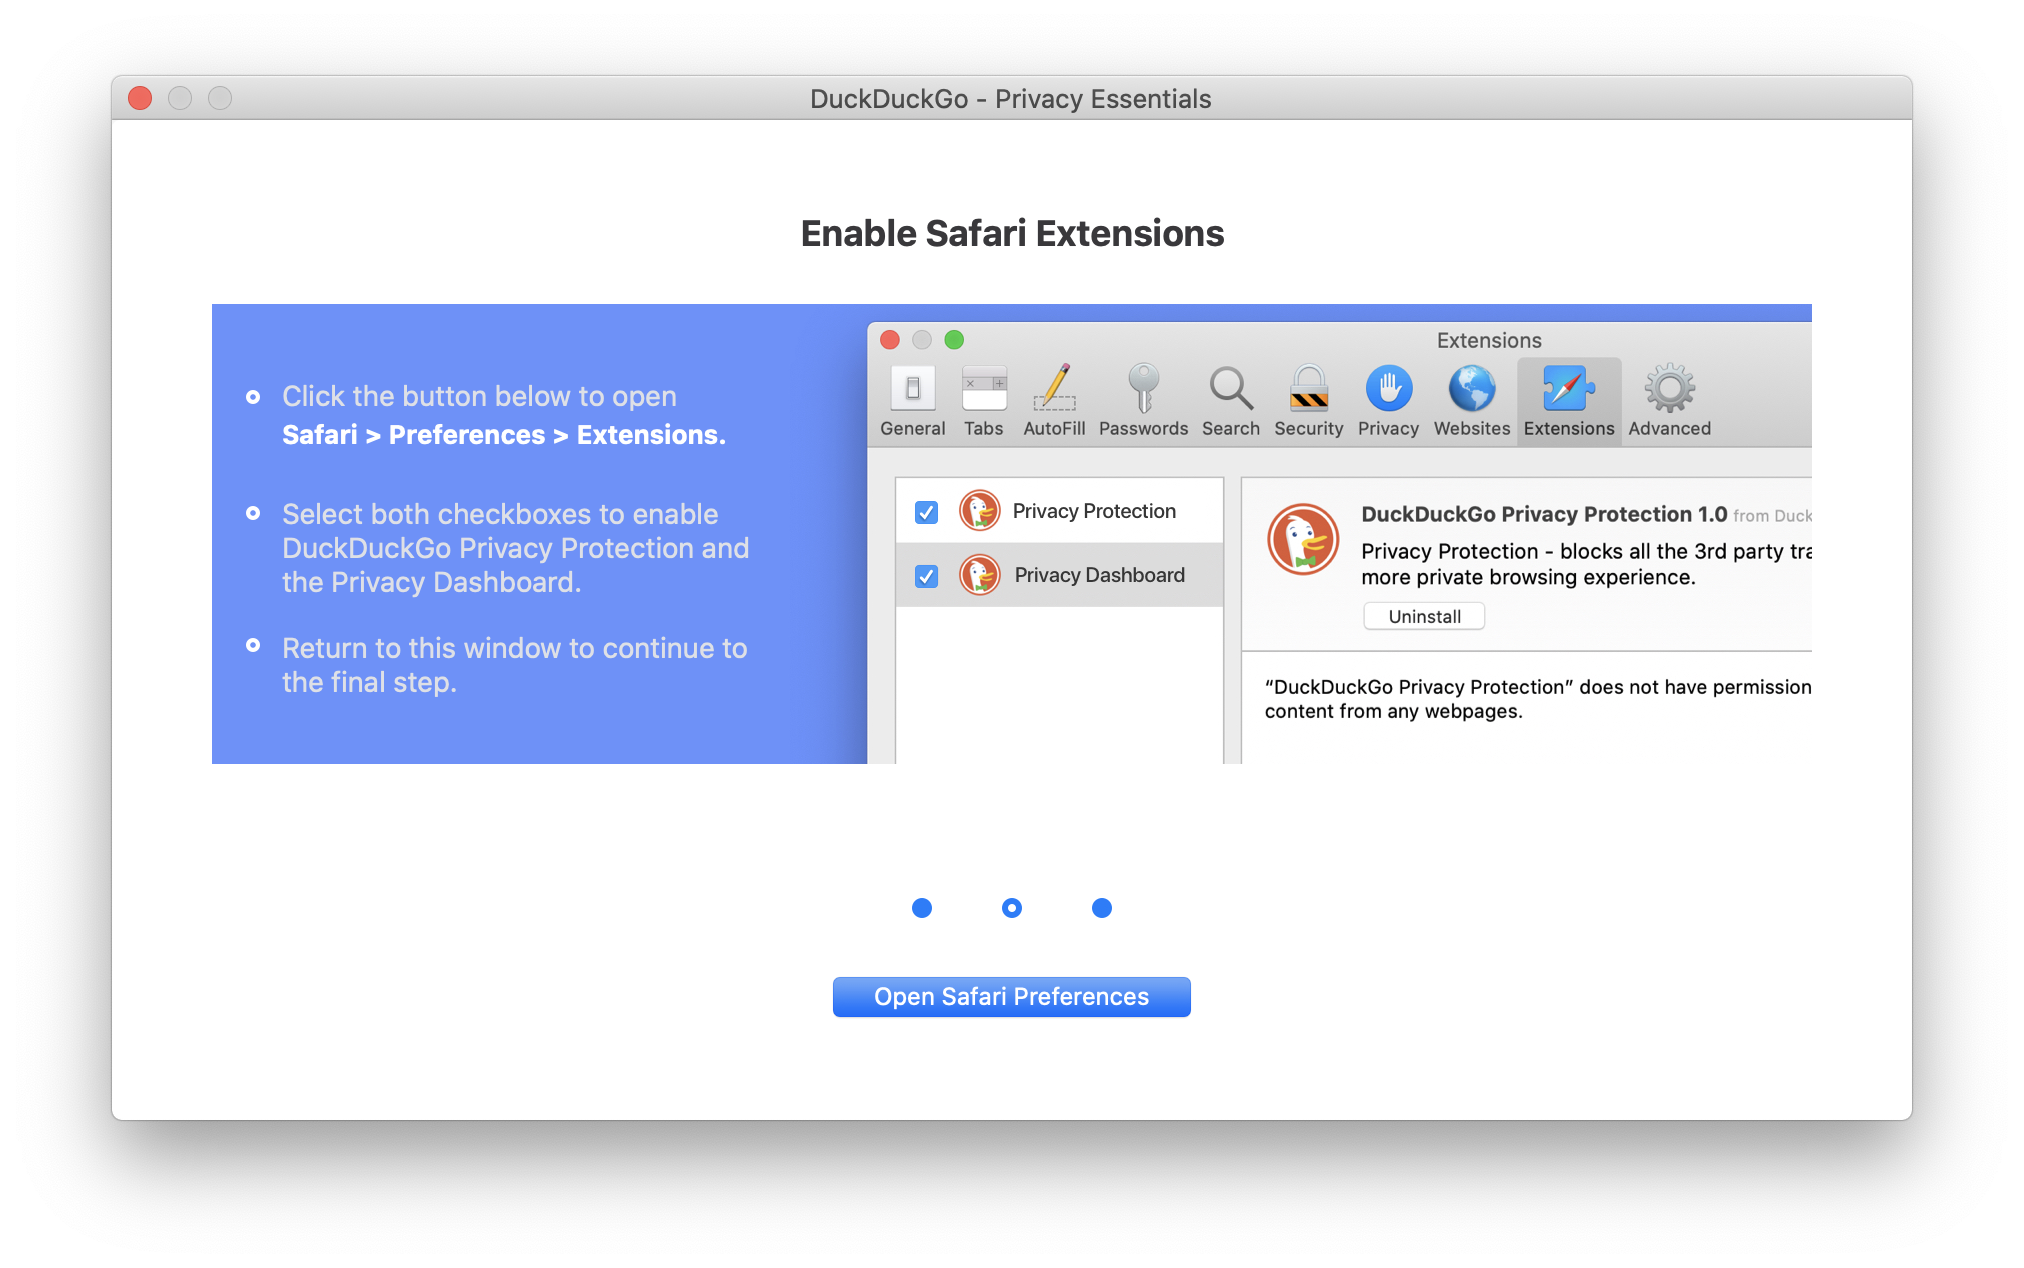 DuckDuckGo - Privacy Essentials
Enable Safari Extensions
Click the button below to open
Safari > Preferences > Extensions.
Select both checkboxes to enable
DuckDuckGo Privacy Protection and
the Privacy Dashboard.
Return to this window to continue to
the final step.
Extensions
General Tabs AutoFill Passwords Search Security Privacy Websites Extensions Advanced
Privacy Protection
Privacy Dashboard
DuckDuckGo Privacy Protection 1.0 from Duck
Privacy Protection - blocks all the 3rd party tra
more private browsing experience.
Uninstall
“DuckDuckGo Privacy Protection” does not have permission
content from any webpages.
Open Safari Preferences